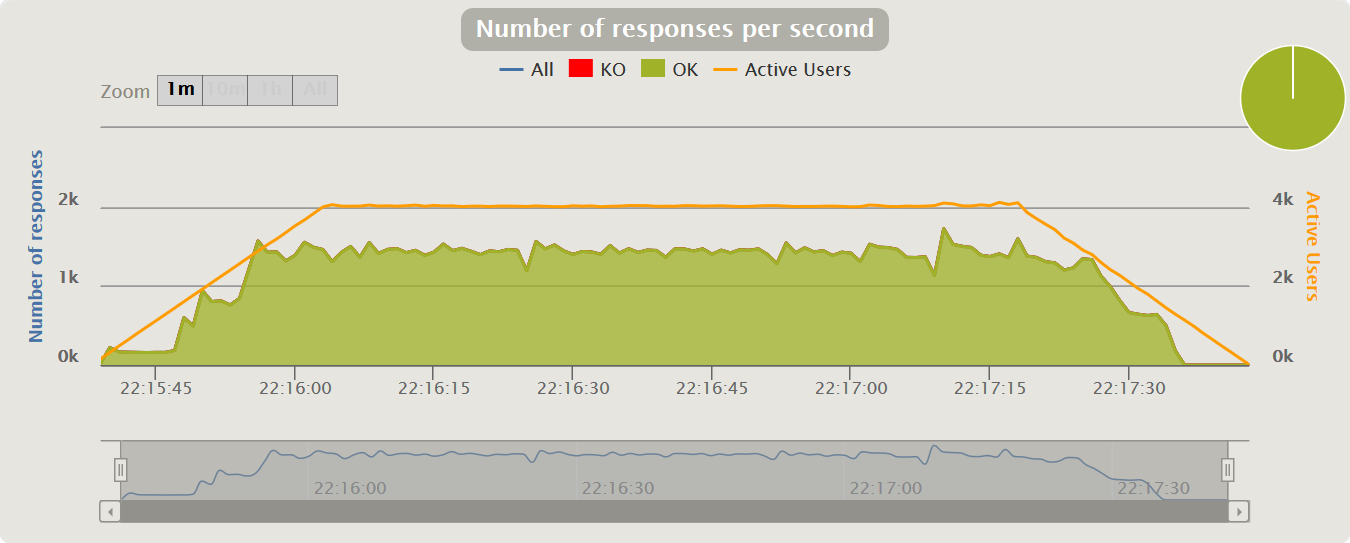 Number of responses per second
All KO OK Active Users
Zoom 1m 10m 1h All
Number of responses
2k
1k
0k
4k
2k
0k
Active Users
22:15:45 22:16:00 22:16:15 22:16:30 22:16:45 22:17:00 22:17:15 22:17:30
22:16:00 22:16:30 22:17:00 22:17:30